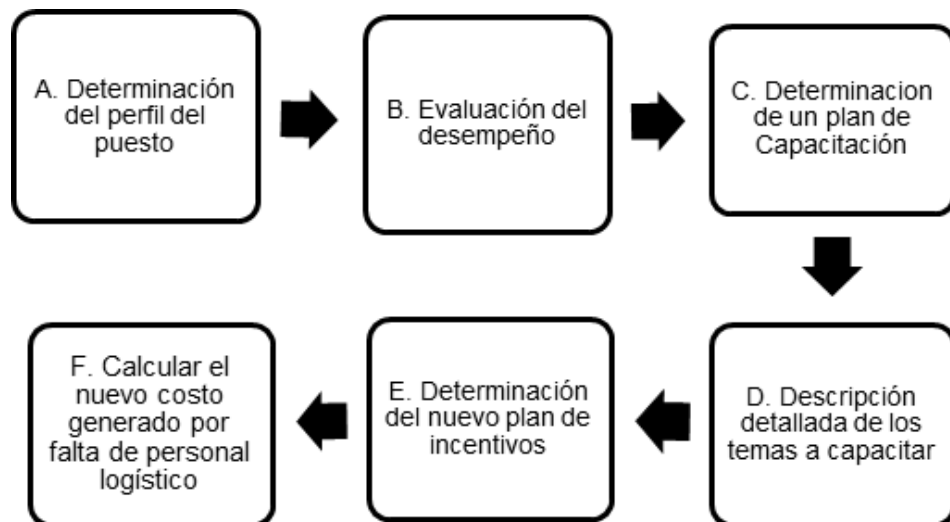 A. Determinación
del perfil del
puesto
B. Evaluación del
desempeño
C. Determinacion
de un plan de
Capacitación
D. Descripción
detallada de los
temas a capacitar
E. Determinación
del nuevo plan de
incentivos
F. Calcular el
nuevo costo
generado por
falta de personal
logístico